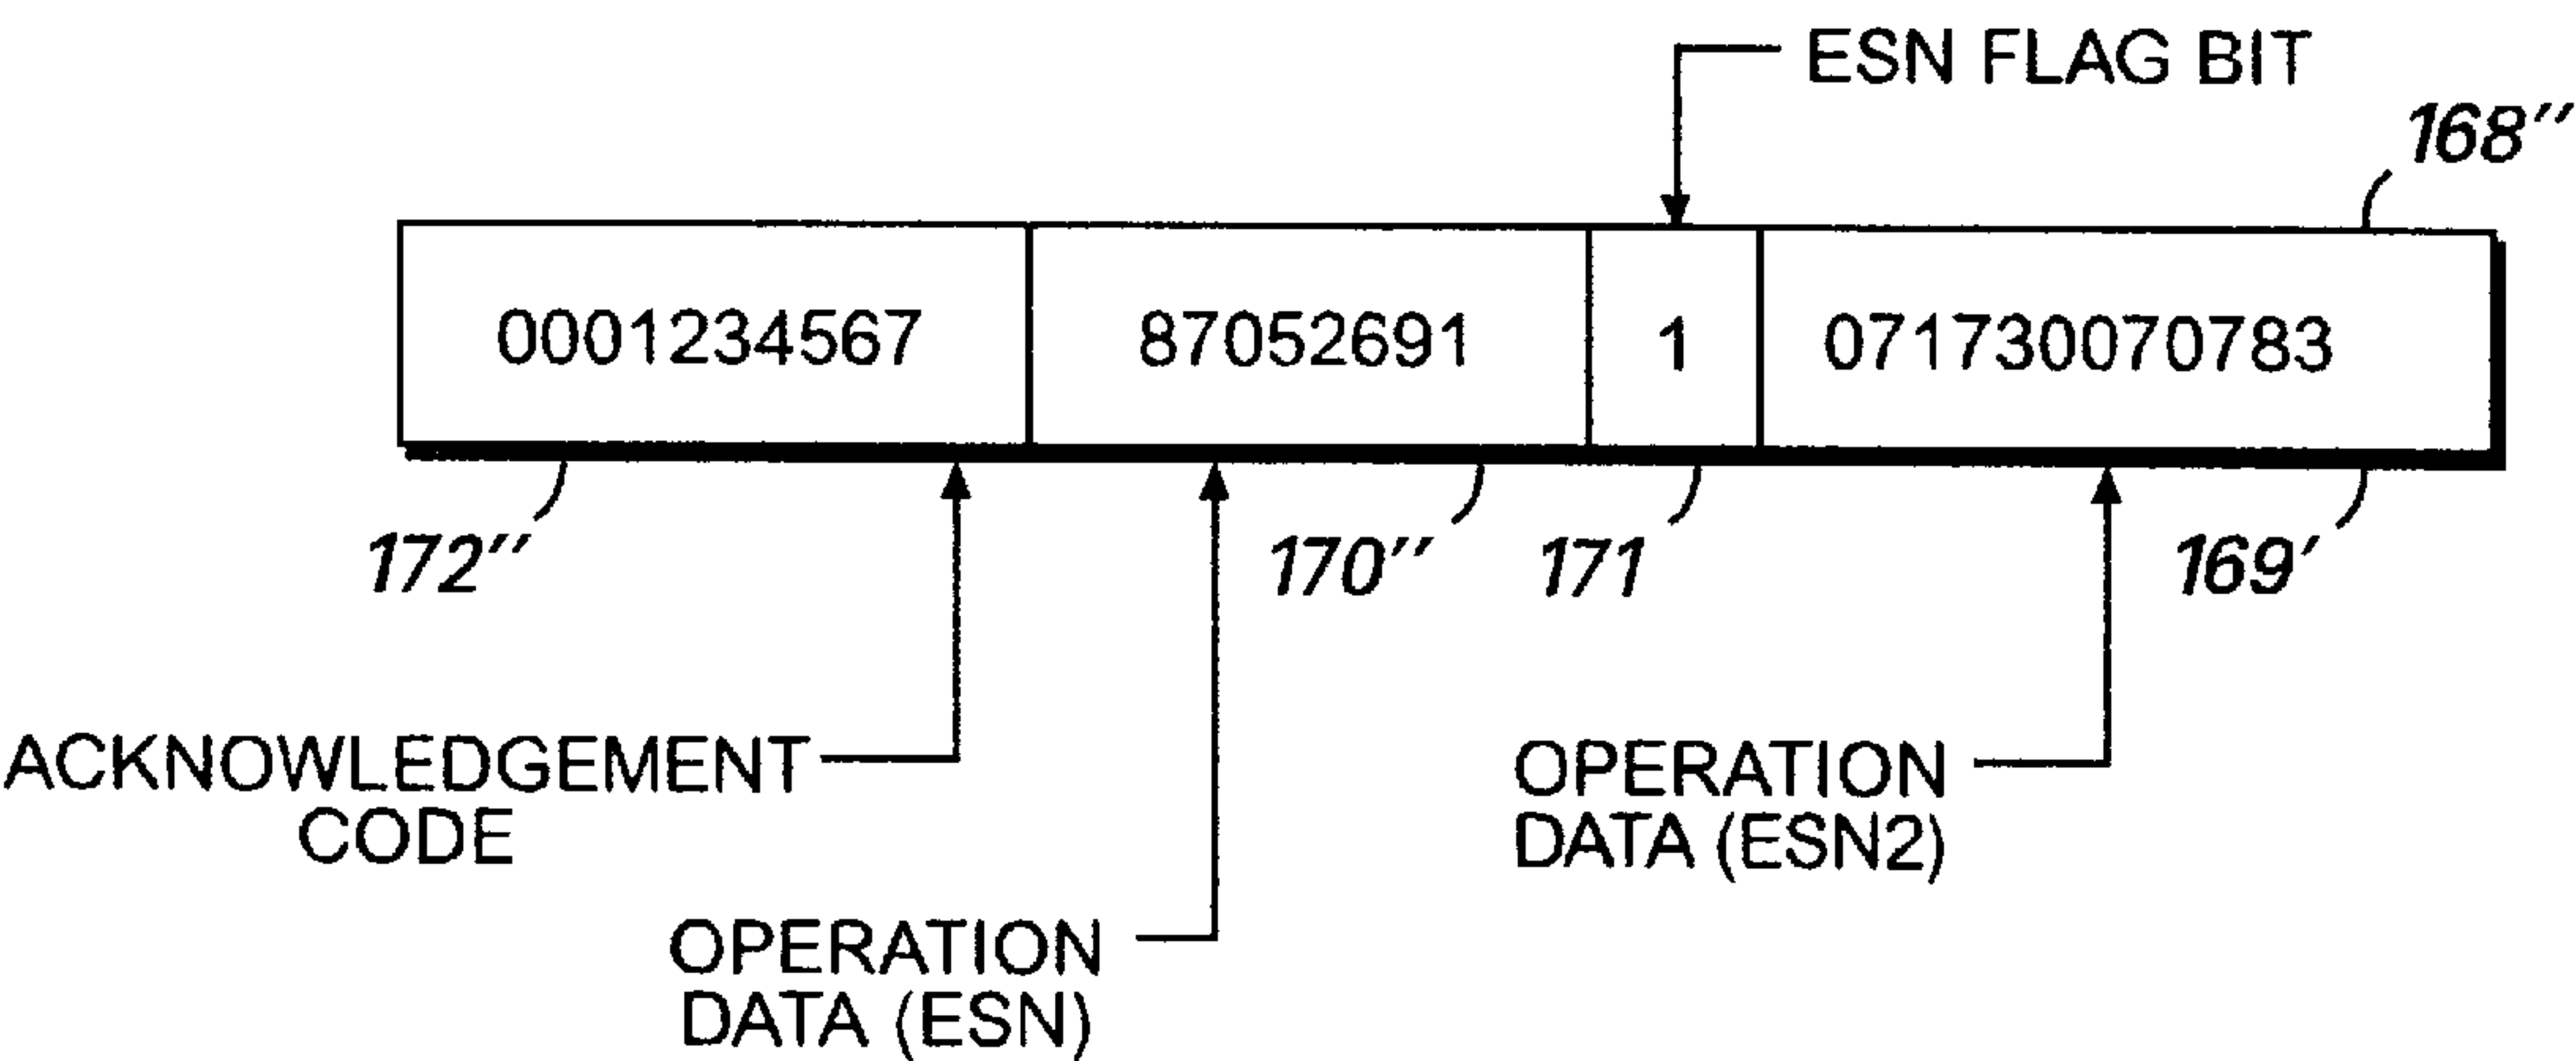 ESN FLAG BIT
168″
0001234567 87052691 1 071730070783
172″ 170″ 171 169′
ACKNOWLEDGEMENT
CODE
OPERATION
DATA (ESN2)
OPERATION
DATA (ESN)